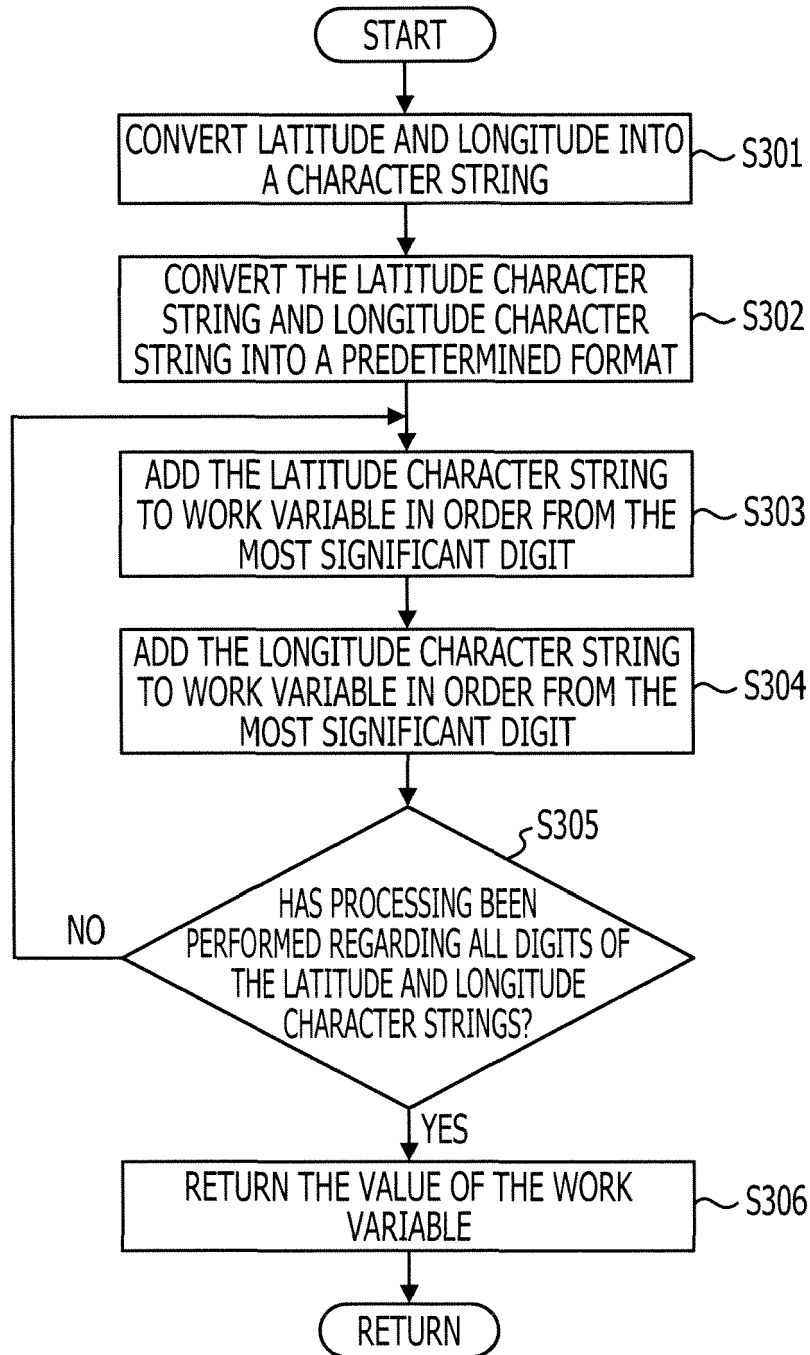 START
CONVERT LATITUDE AND LONGITUDE INTO
A CHARACTER STRING
S301
CONVERT THE LATITUDE CHARACTER
STRING AND LONGITUDE CHARACTER
STRING INTO A PREDETERMINED FORMAT
S302
ADD THE LATITUDE CHARACTER STRING
TO WORK VARIABLE IN ORDER FROM THE
MOST SIGNIFICANT DIGIT
S303
ADD THE LONGITUDE CHARACTER STRING
TO WORK VARIABLE IN ORDER FROM THE
MOST SIGNIFICANT DIGIT
S304
S305
HAS PROCESSING BEEN
PERFORMED REGARDING ALL DIGITS OF
THE LATITUDE AND LONGITUDE
CHARACTER STRINGS?
NO
YES
RETURN THE VALUE OF THE WORK
VARIABLE
S306
RETURN